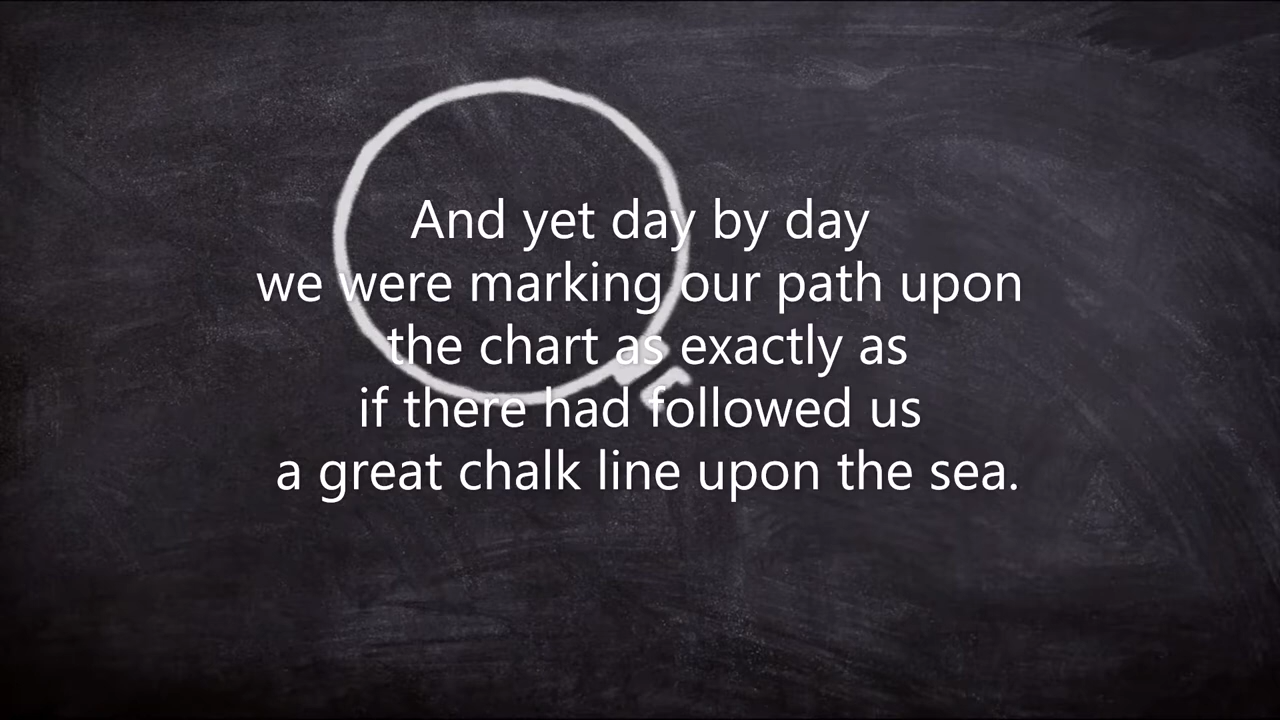 And yet day by day
we were marking our path upon
the chart as exactly as
if there had followed us
a great chalk line upon the sea.